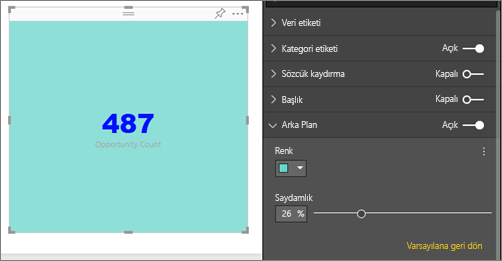 487
Opportunity Count
Veri etiketi
Kategori etiketi Açık
Sözcük kaydırma Kapalı
Başlık Kapalı
Arka Plan Açık
Renk
Saydamlık
26 %
Varsayılana geri dön